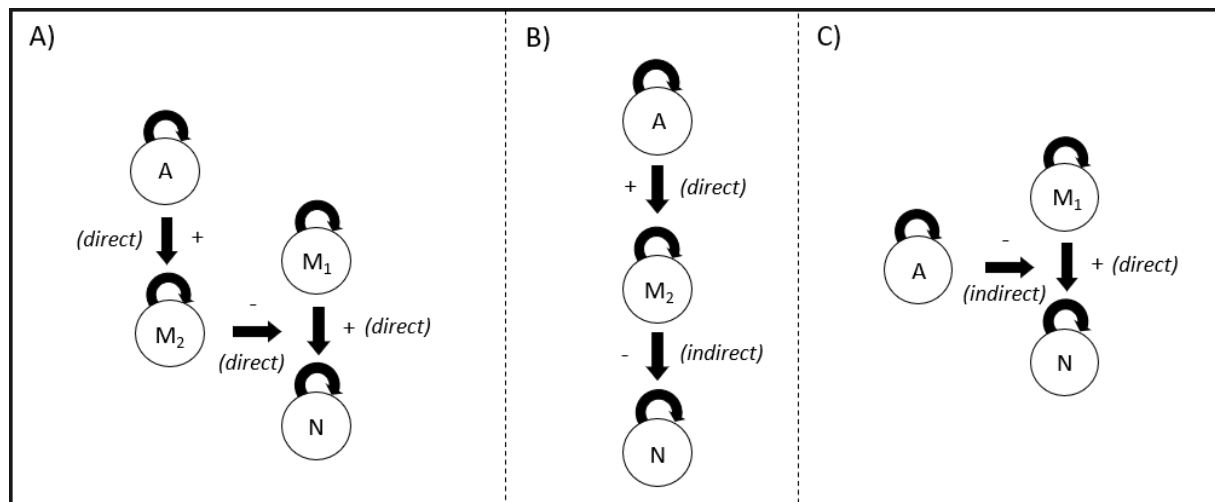 A)
A
(direct) +
M₁
M₂
-
(direct)
+ (direct)
N
B)
A
+ (direct)
M₂
- (indirect)
N
C)
M₁
A
-
(indirect)
+ (direct)
N